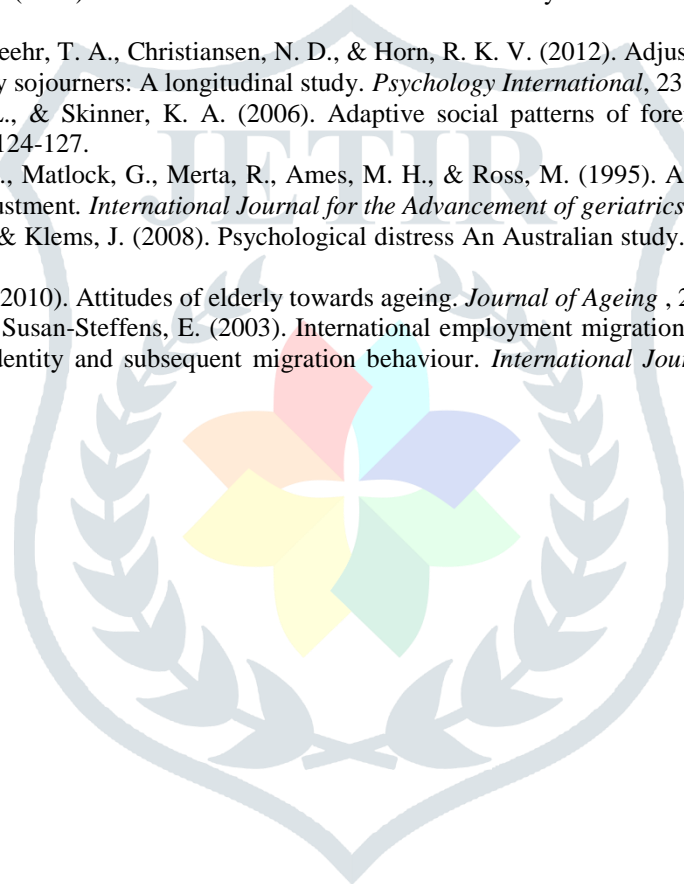 eehr, T. A., Christiansen, N. D., & Horn, R. K. V. (2012). Adjus
y sojourners: A longitudinal study. Psychology International, 23
., & Skinner, K. A. (2006). Adaptive social patterns of fore
124-127.
., Matlock, G., Merta, R., Ames, M. H., & Ross, M. (1995). A
ustment. International Journal for the Advancement of geriatrics
& Klems, J. (2008). Psychological distress An Australian study.
2010). Attitudes of elderly towards ageing. Journal of Ageing , 2
Susan-Steffens, E. (2003). International employment migration
dentity and subsequent migration behaviour. International Jour
JETIR